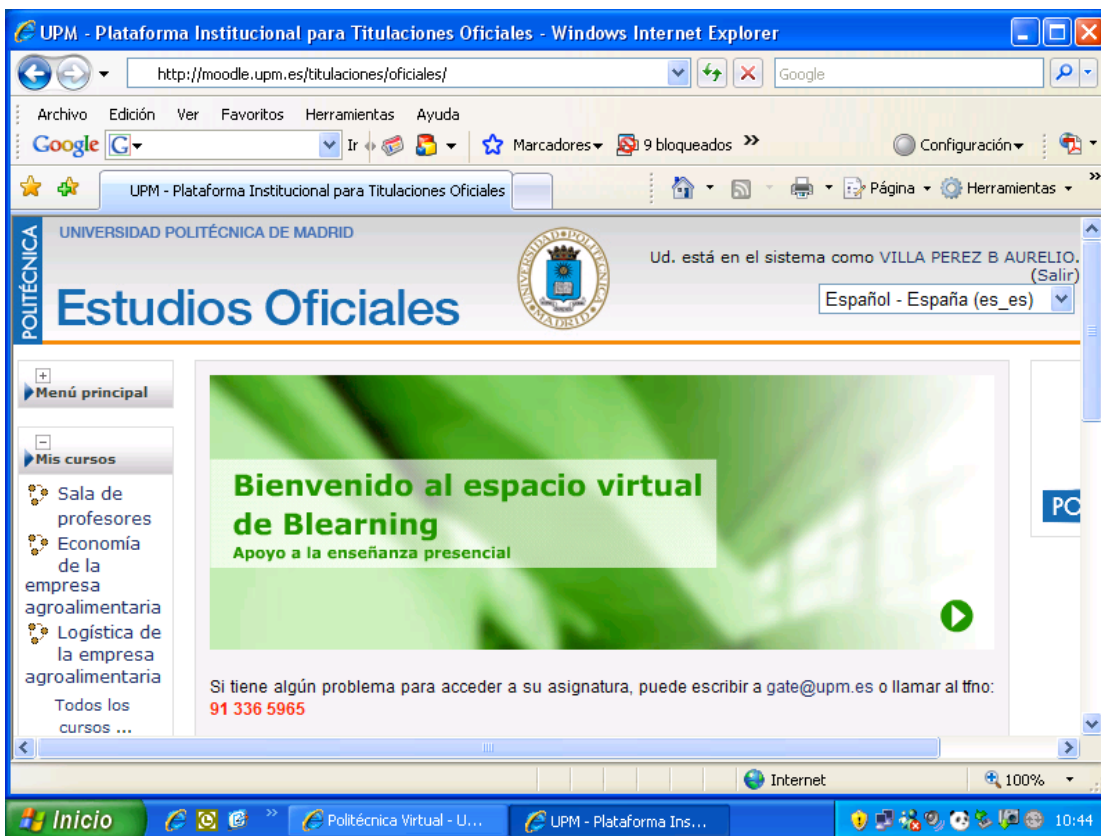 UPM - Plataforma Institucional para Titulaciones Oficiales - Windows Internet Explorer
http://moodle.upm.es/titulaciones/oficiales/
Google
Archivo Edición Ver Favoritos Herramientas Ayuda
Google G Ir Marcadores 9 bloqueados » Configuración
UPM - Plataforma Institucional para Titulaciones Oficiales Página Herramientas »
POLITÉCNICA
UNIVERSIDAD POLITÉCNICA DE MADRID
Estudios Oficiales
Ud. está en el sistema como VILLA PEREZ B AURELIO.
(Salir)
Español - España (es_es)
Menú principal
Mis cursos
Sala de
profesores
Economía
de la
empresa
agroalimentaria
Logística de
la empresa
agroalimentaria
Todos los
cursos ...
Bienvenido al espacio virtual
de Blearning
Apoyo a la enseñanza presencial
PO
Si tiene algún problema para acceder a su asignatura, puede escribir a gate@upm.es o llamar al tfno:
91 336 5965
Internet 100%
Inicio » Politécnica Virtual - U... UPM - Plataforma Ins... 10:44